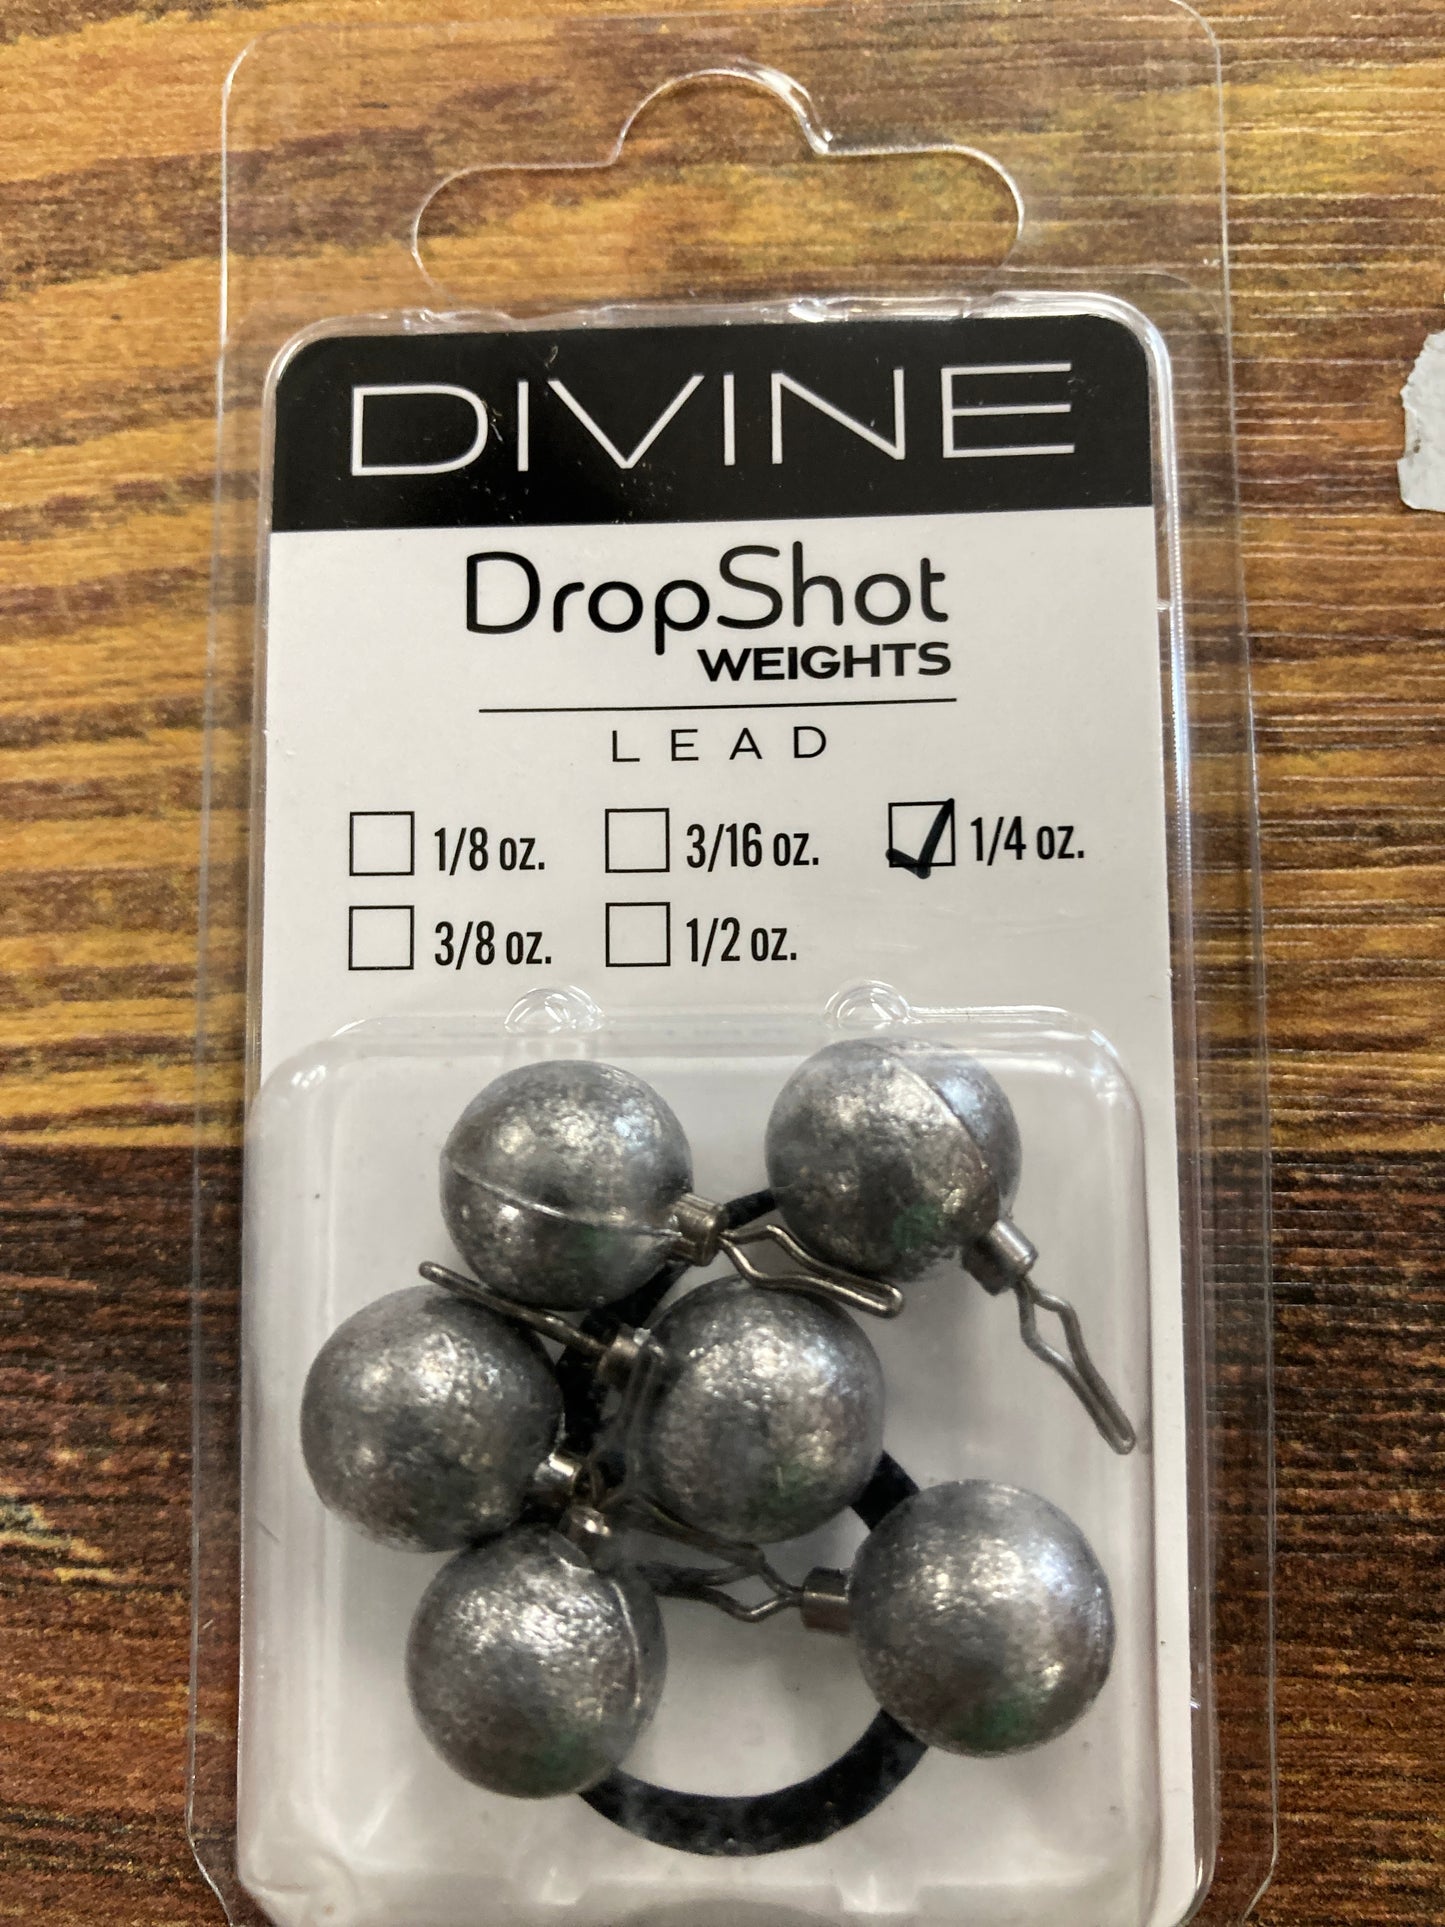 DIVINE
DropShot
WEIGHTS
LEAD
1/8 oz. 3/16 oz. 1/4 oz.
3/8 oz. 1/2 oz.